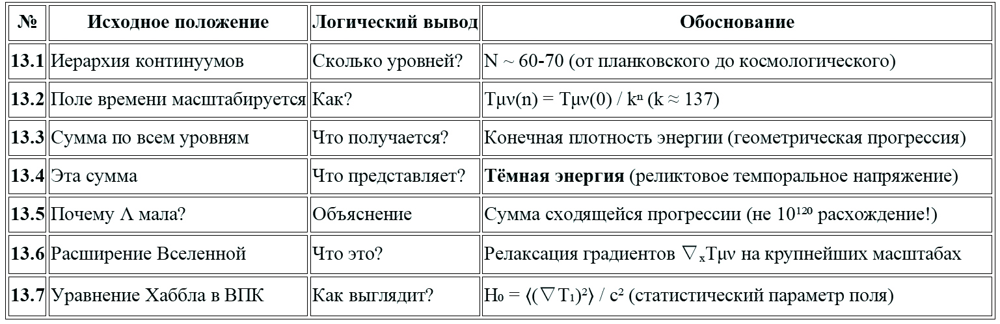 № Исходное положение Логический вывод Обоснование
13.1 Иерархия континуумов Сколько уровней? N ~ 60-70 (от планковского до космологического)
13.2 Поле времени масштабируется Как? Tμν(n) = Tμν(0) / kⁿ (k ≈ 137)
13.3 Сумма по всем уровням Что получается? Конечная плотность энергии (геометрическая прогрессия)
13.4 Эта сумма Что представляет? Тёмная энергия (реликтовое темпоральное напряжение)
13.5 Почему Λ мала? Объяснение Сумма сходящейся прогрессии (не 10¹²⁰ расхождение!)
13.6 Расширение Вселенной Что это? Релаксация градиентов ▽ₓTμν на крупнейших масштабах
13.7 Уравнение Хаббла в ВПК Как выглядит? H₀ = ⟨(▽T₁)²⟩ / c² (статистический параметр поля)